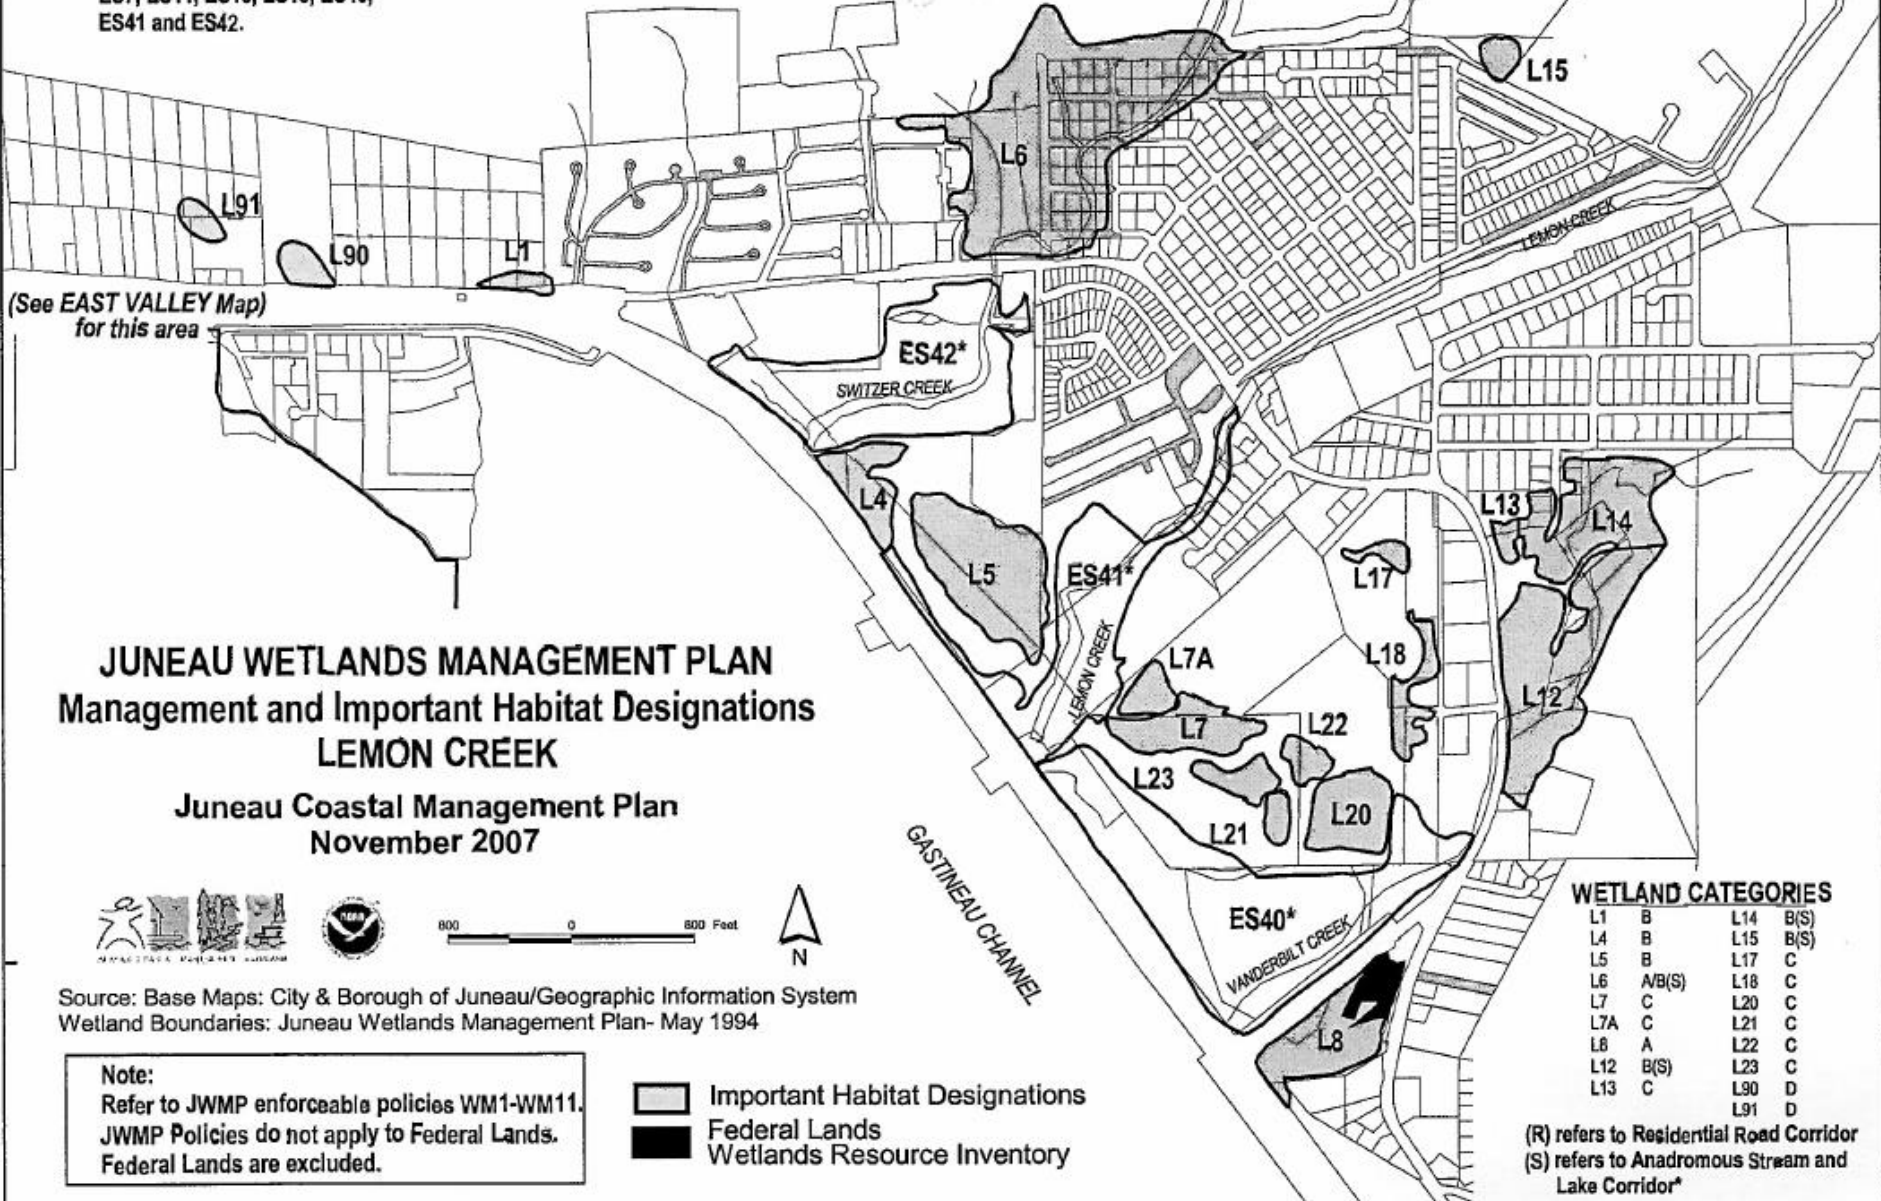 ES41 and ES42.
L15
L6
L91
L90
L1
LEMON CREEK
(See EAST VALLEY Map)
for this area
ES42*
SWITZER CREEK
L4
L5
ES41*
L13
L14
L17
L18
L12
LEMON CREEK
L7A
L7
L22
L23
L21
L20
JUNEAU WETLANDS MANAGEMENT PLAN
Management and Important Habitat Designations
LEMON CREEK
Juneau Coastal Management Plan
November 2007
GASTINEAU CHANNEL
ES40*
VANDERBILT CREEK
L8
NOAA
800 0 800 Feet
N
Source: Base Maps: City & Borough of Juneau/Geographic Information System
Wetland Boundaries: Juneau Wetlands Management Plan- May 1994
Note:
Refer to JWMP enforceable policies WM1-WM11.
JWMP Policies do not apply to Federal Lands.
Federal Lands are excluded.
Important Habitat Designations
Federal Lands
Wetlands Resource Inventory
WETLAND CATEGORIES
L1 B L14 B(S)
L4 B L15 B(S)
L5 B L17 C
L6 A/B(S) L18 C
L7 C L20 C
L7A C L21 C
L8 A L22 C
L12 B(S) L23 C
L13 C L90 D
L91 D
(R) refers to Residential Road Corridor
(S) refers to Anadromous Stream and
Lake Corridor*